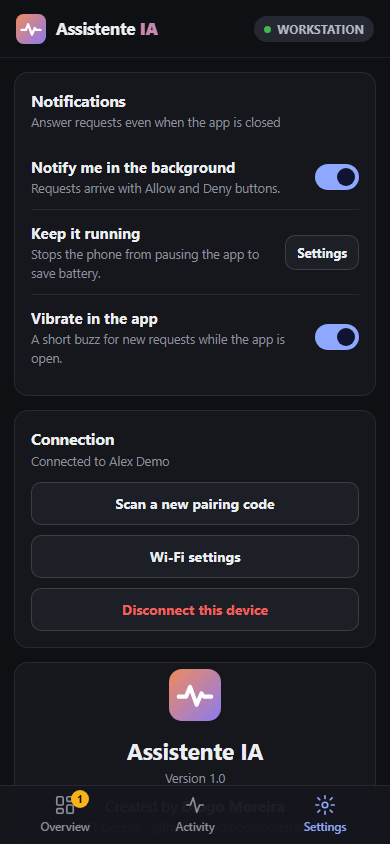 Assistente IA
WORKSTATION
Notifications
Answer requests even when the app is closed
Notify me in the background
Requests arrive with Allow and Deny buttons.
Keep it running
Stops the phone from pausing the app to
save battery.
Settings
Vibrate in the app
A short buzz for new requests while the app is
open.
Connection
Connected to Alex Demo
Scan a new pairing code
Wi-Fi settings
Disconnect this device
Assistente IA
Version 1.0
Created by Diogo Moreira
1
Overview
Activity
Settings